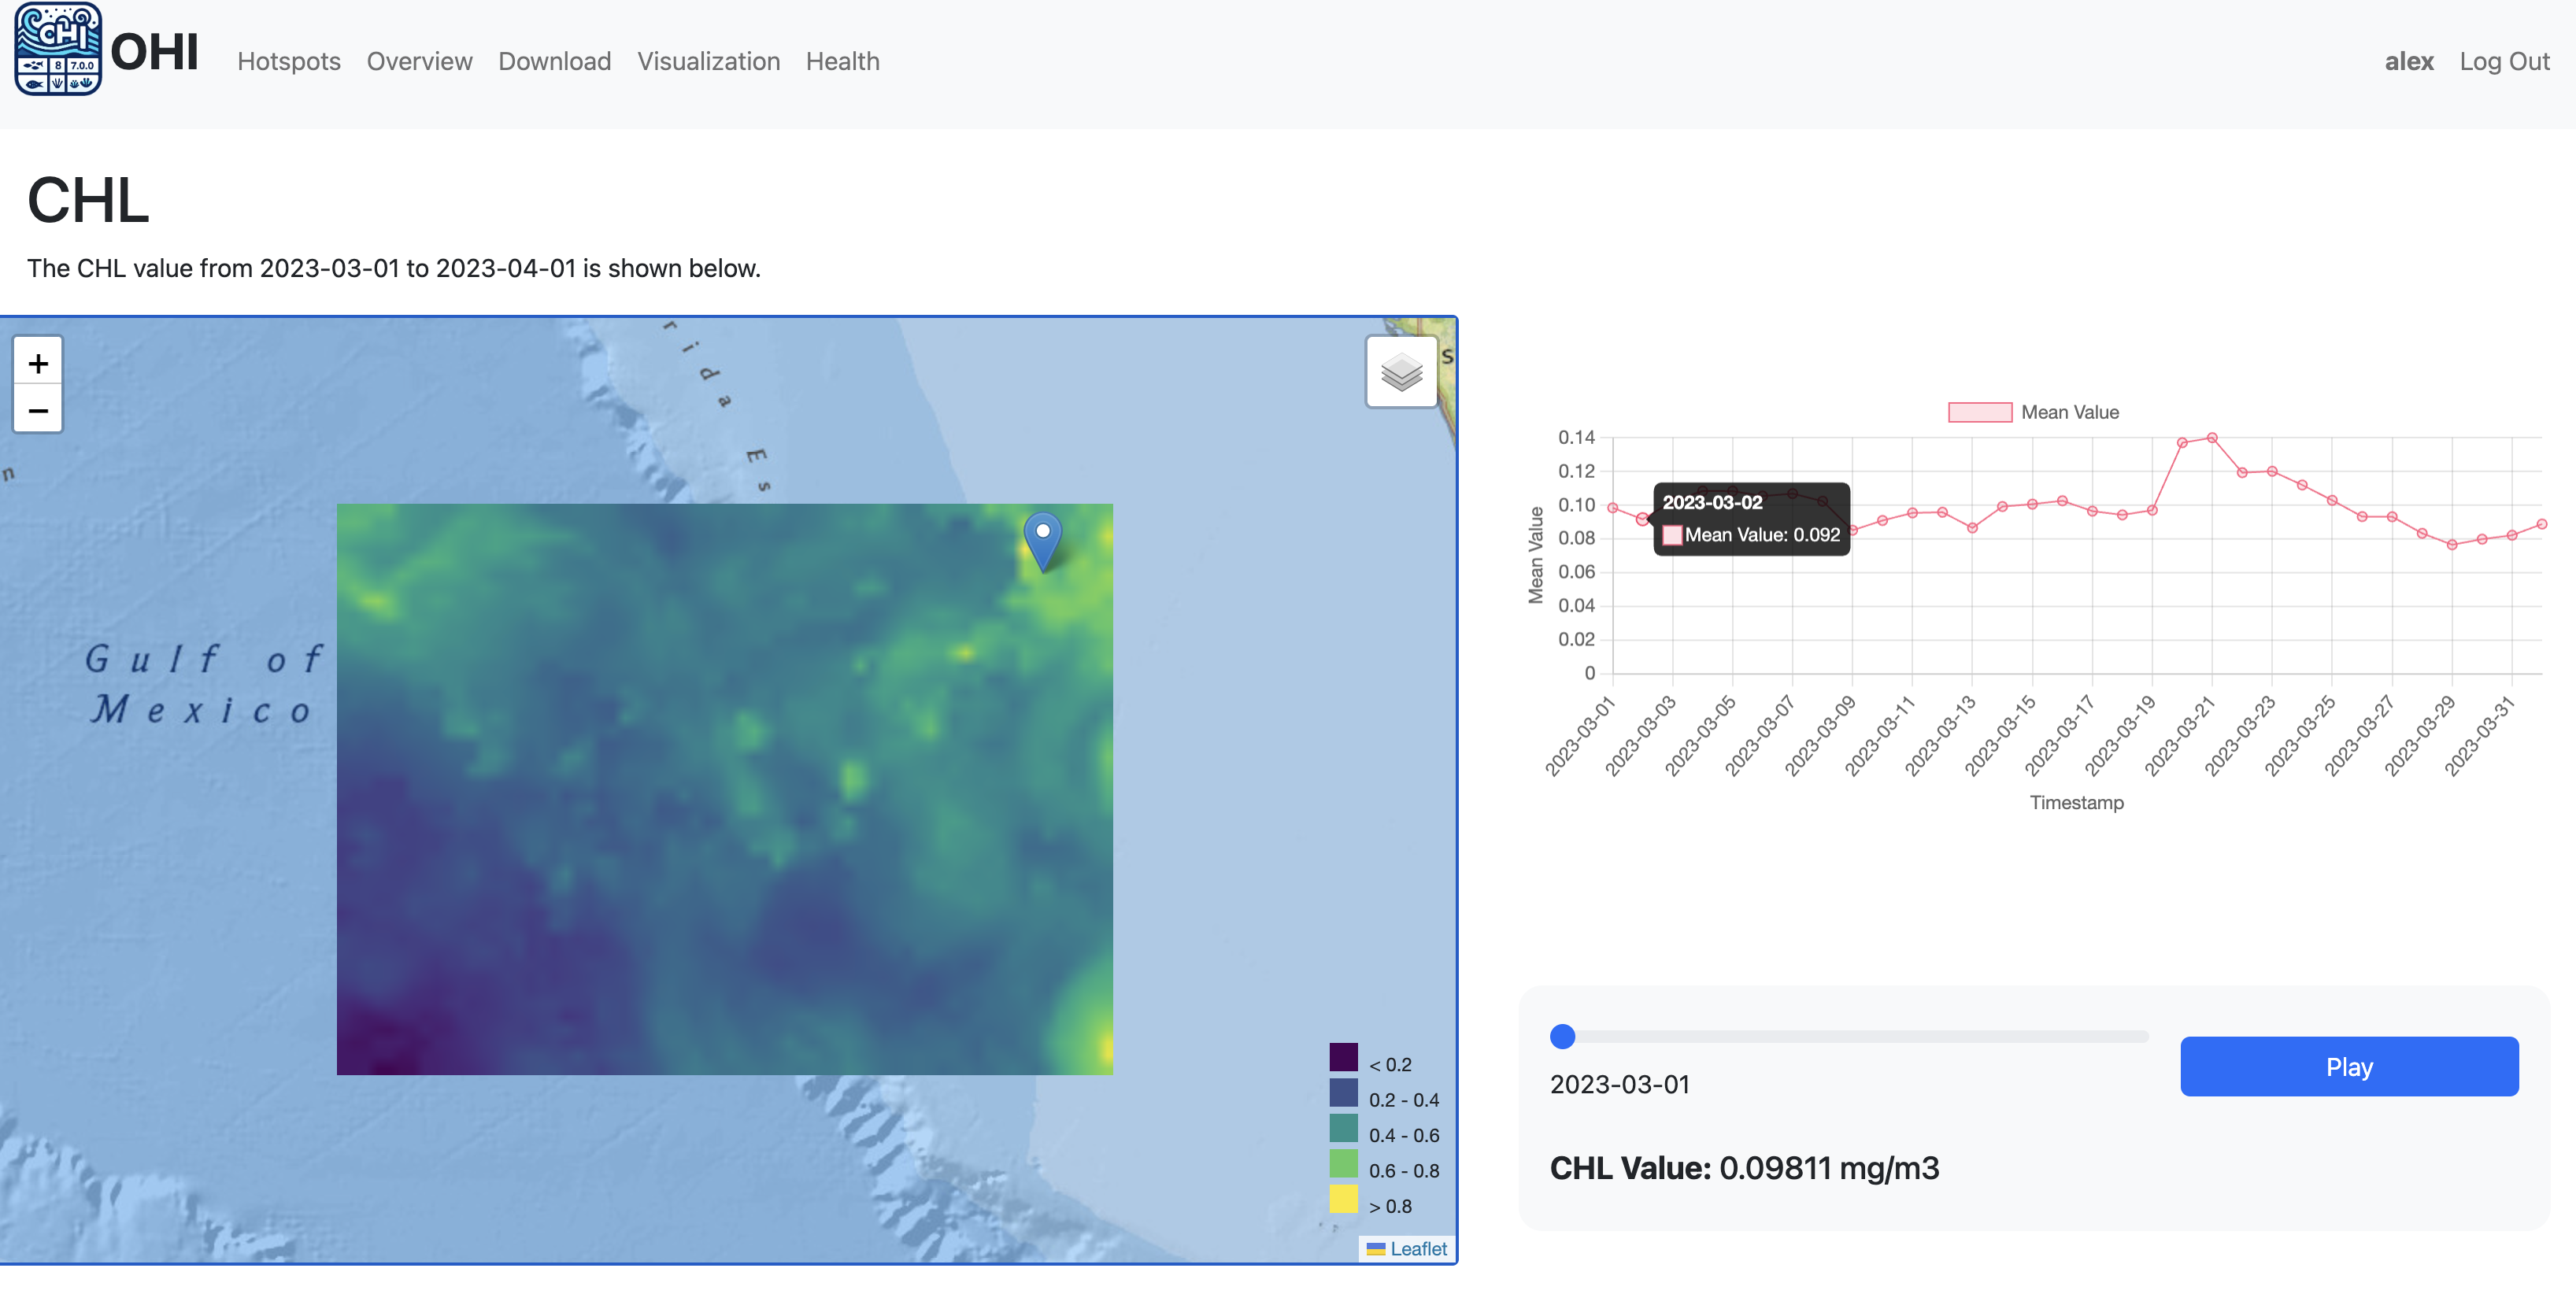 CHI
8 7.0.0
OHI
Hotspots Overview Download Visualization Health
alex Log Out
CHL
The CHL value from 2023-03-01 to 2023-04-01 is shown below.
+
−
r i d a E s
S
n
Gulf of
Mexico
< 0.2
0.2 - 0.4
0.4 - 0.6
0.6 - 0.8
> 0.8
Leaflet
Mean Value
Mean Value
0.14
0.12
0.10
0.08
0.06
0.04
0.02
0
2023-03-02
Mean Value: 0.092
2023-03-01
2023-03-03
2023-03-05
2023-03-07
2023-03-09
2023-03-11
2023-03-13
2023-03-15
2023-03-17
2023-03-19
2023-03-21
2023-03-23
2023-03-25
2023-03-27
2023-03-29
2023-03-31
Timestamp
2023-03-01
Play
CHL Value: 0.09811 mg/m3